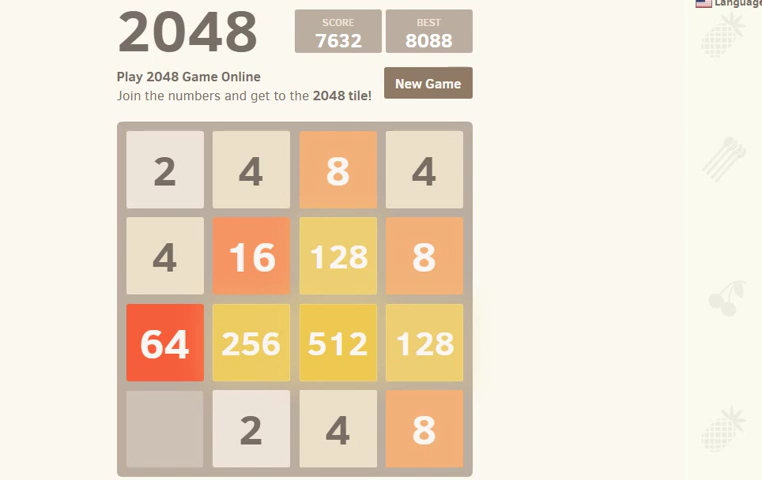 Language
2048
SCORE
7632
BEST
8088
Play 2048 Game Online
Join the numbers and get to the 2048 tile!
New Game
2 4 8 4
4 16 128 8
64 256 512 128
2 4 8